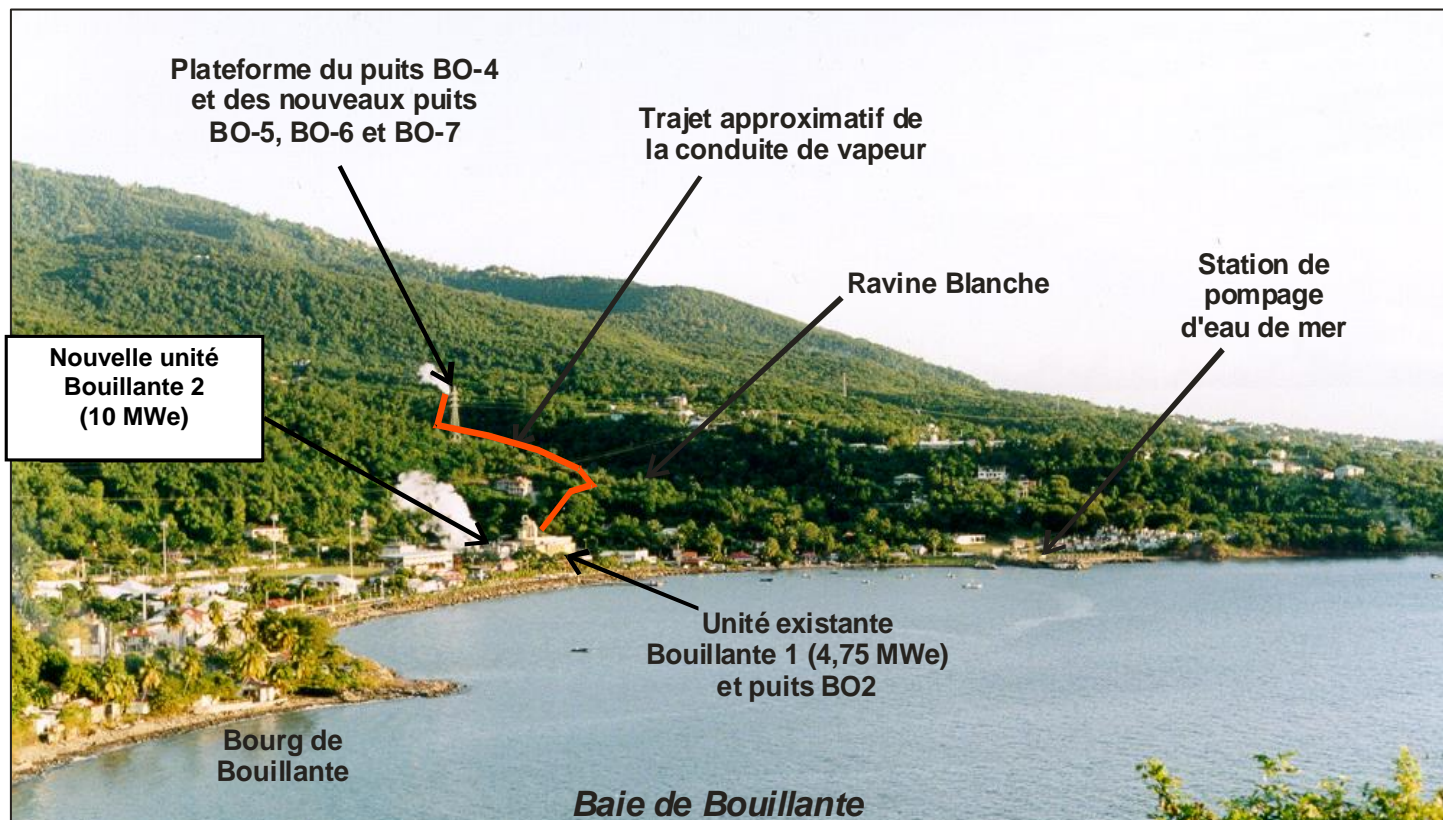 Plateforme du puits BO-4
et des nouveaux puits
BO-5, BO-6 et BO-7
Trajet approximatif de
la conduite de vapeur
Ravine Blanche
Station de
pompage
d'eau de mer
Nouvelle unité
Bouillante 2
(10 MWe)
Unité existante
Bouillante 1 (4,75 MWe)
et puits BO2
Bourg de
Bouillante
Baie de Bouillante